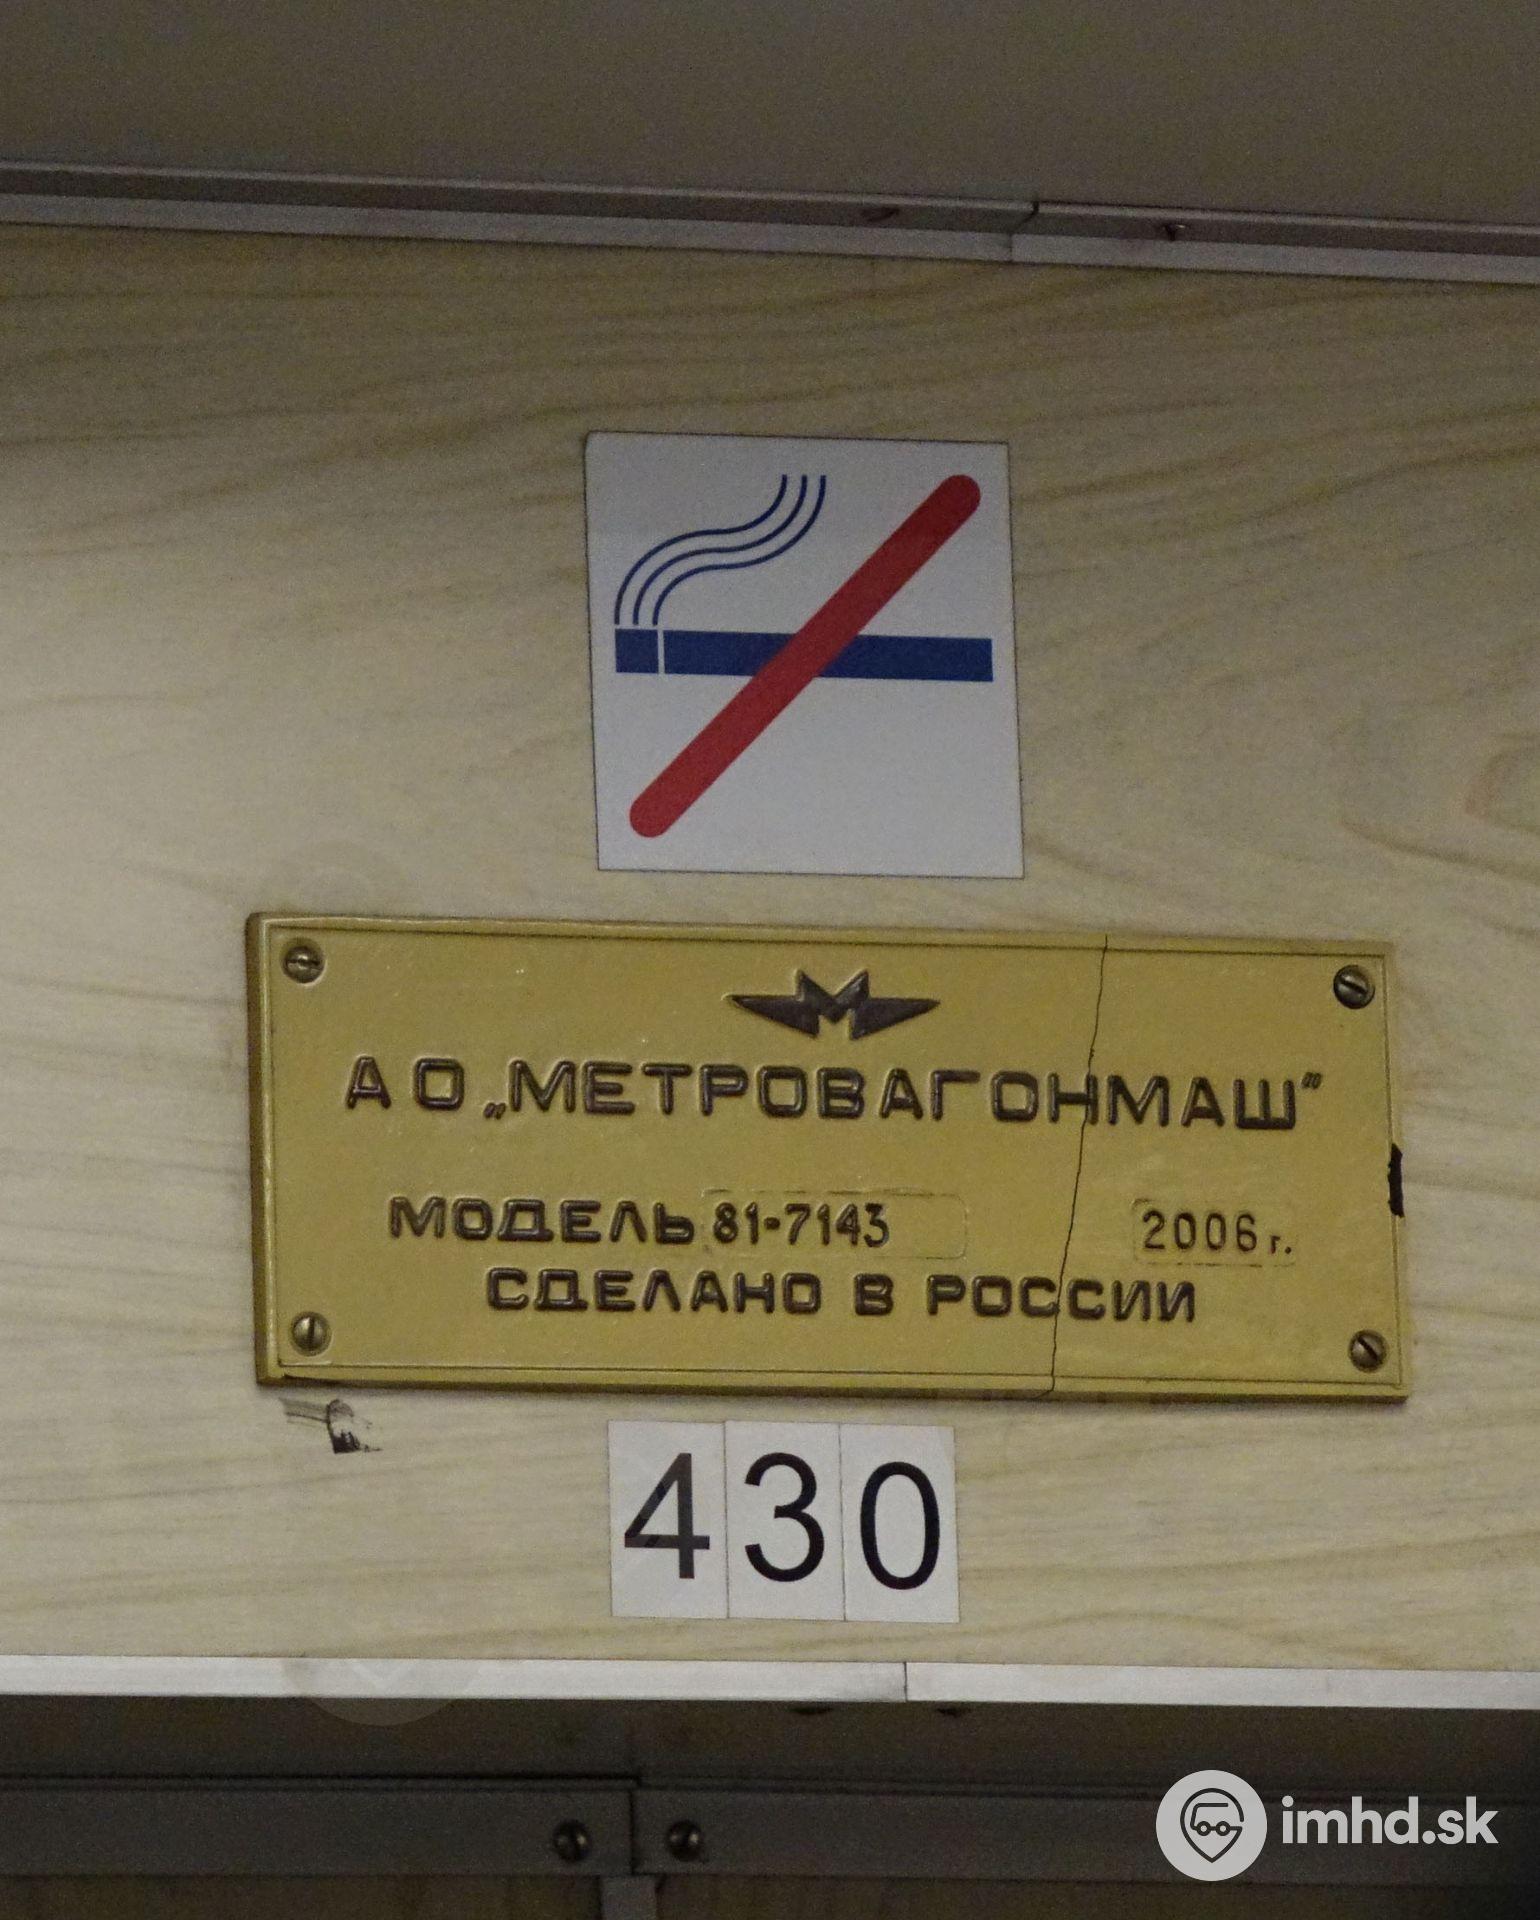 АО „МЕТРОВАГОНМАШ"
МОДЕЛЬ 81-7143 2006 г.
СДЕЛАНО В РОССИИ
430
imhd.sk